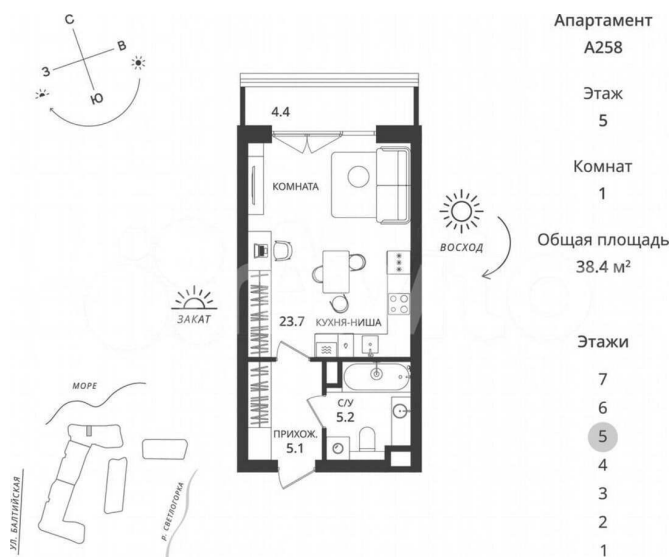 С
В
З
Ю
Апартамент
А258
Этаж
5
Комнат
1
Общая площадь
38.4 м²
4.4
КОМНАТА
ВОСХОД
ЗАКАТ
23.7 КУХНЯ-НИША
С/У
5.2
ПРИХОЖ.
5.1
МОРЕ
УЛ. БАЛТИЙСКАЯ
р. СВЕТЛОГОРКА
Этажи
7
6
5
4
3
2
1